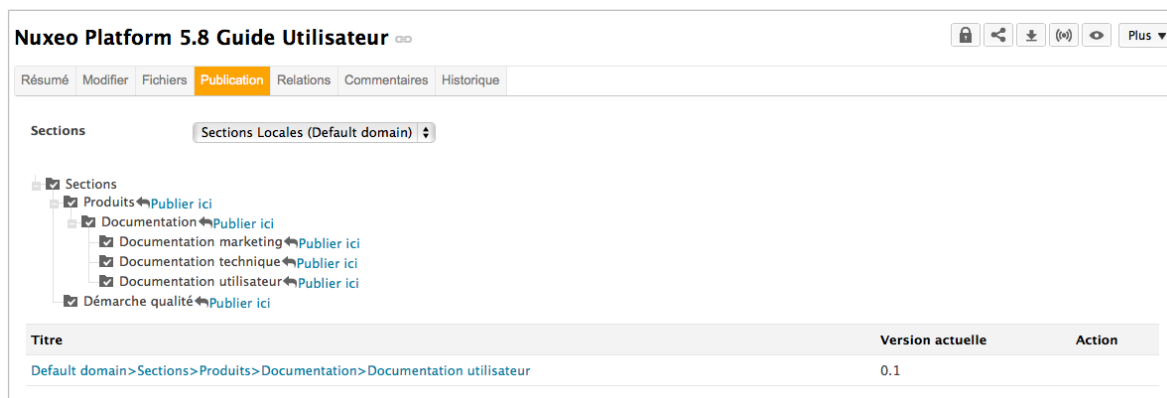 Nuxeo Platform 5.8 Guide Utilisateur
Plus ▼
Résumé Modifier Fichiers Publication Relations Commentaires Historique
Sections Sections Locales (Default domain)
Sections
Produits Publier ici
Documentation Publier ici
Documentation marketing Publier ici
Documentation technique Publier ici
Documentation utilisateur Publier ici
Démarche qualité Publier ici
Titre Version actuelle Action
Default domain>Sections>Produits>Documentation>Documentation utilisateur 0.1